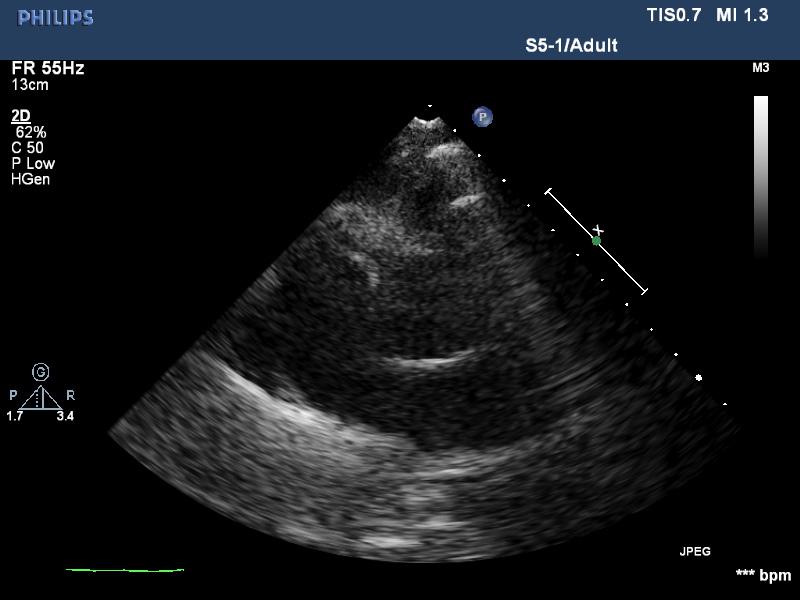 PHILIPS
TIS0.7 MI 1.3
S5-1/Adult
FR 55Hz
13cm
M3
2D
62%
C 50
P Low
HGen
P
G
P R
1.7 3.4
JPEG
*** bpm